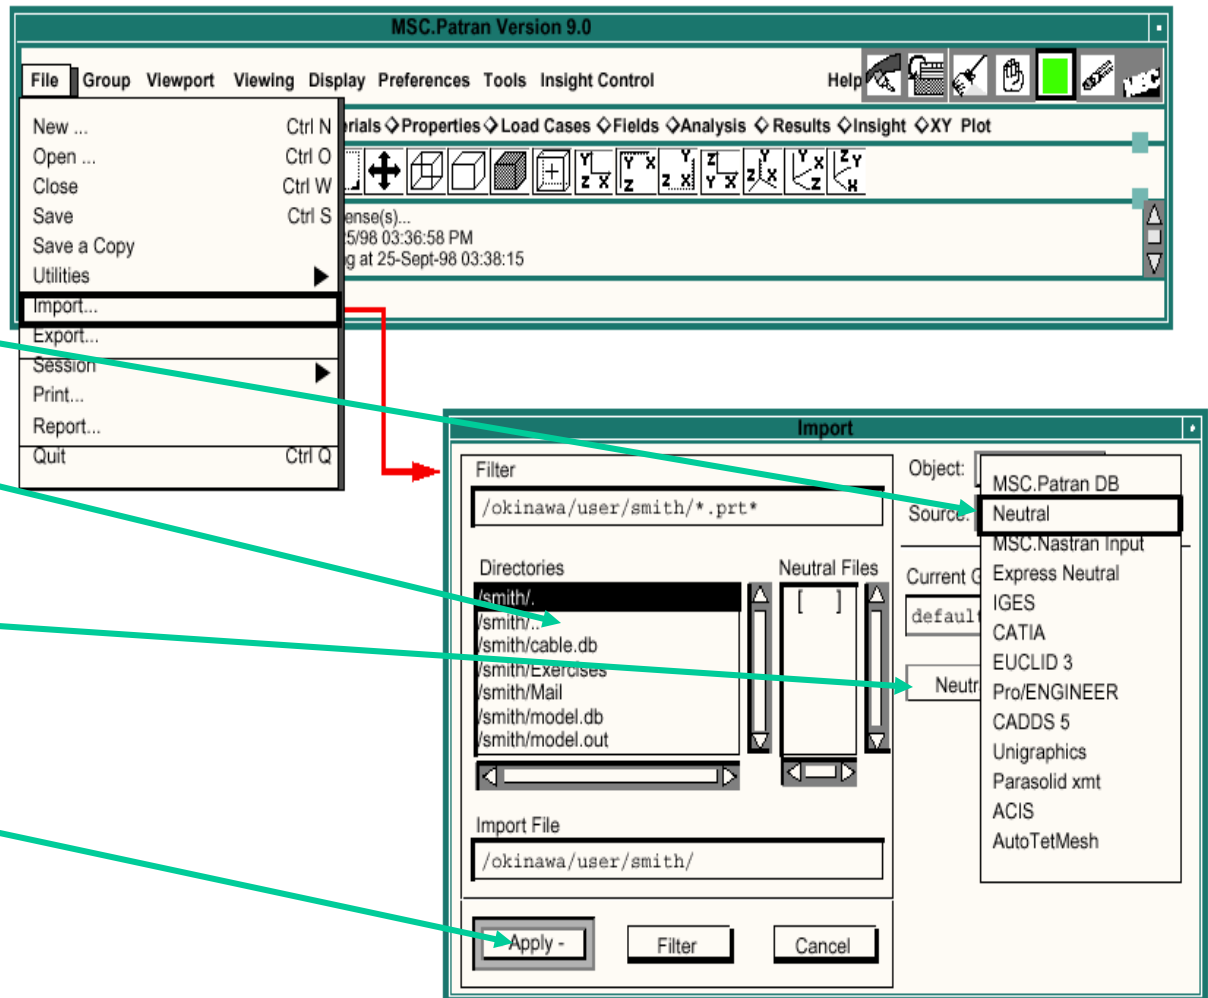 MSC.Patran Version 9.0
File Group Viewport Viewing Display Preferences Tools Insight Control Help
MSC
rials Properties Load Cases Fields Analysis Results Insight XY Plot
Y Z X Y X Z Y Z X Z Y X Y Z X Y X Z Z Y X
ense(s)...
5/98 03:36:58 PM
g at 25-Sept-98 03:38:15
New ... Ctrl N
Open ... Ctrl O
Close Ctrl W
Save Ctrl S
Save a Copy
Utilities
Import...
Export...
Session
Print...
Report...
Quit Ctrl Q
Import
Filter
/okinawa/user/smith/*.prt*
Directories
/smith/.
/smith/..
/smith/cable.db
/smith/Exercises
/smith/Mail
/smith/model.db
/smith/model.out
Neutral Files
[ ]
Import File
/okinawa/user/smith/
Apply -
Filter
Cancel
Object:
Source:
Current G
default
Neutr
MSC.Patran DB
Neutral
MSC.Nastran Input
Express Neutral
IGES
CATIA
EUCLID 3
Pro/ENGINEER
CADDS 5
Unigraphics
Parasolid xmt
ACIS
AutoTetMesh